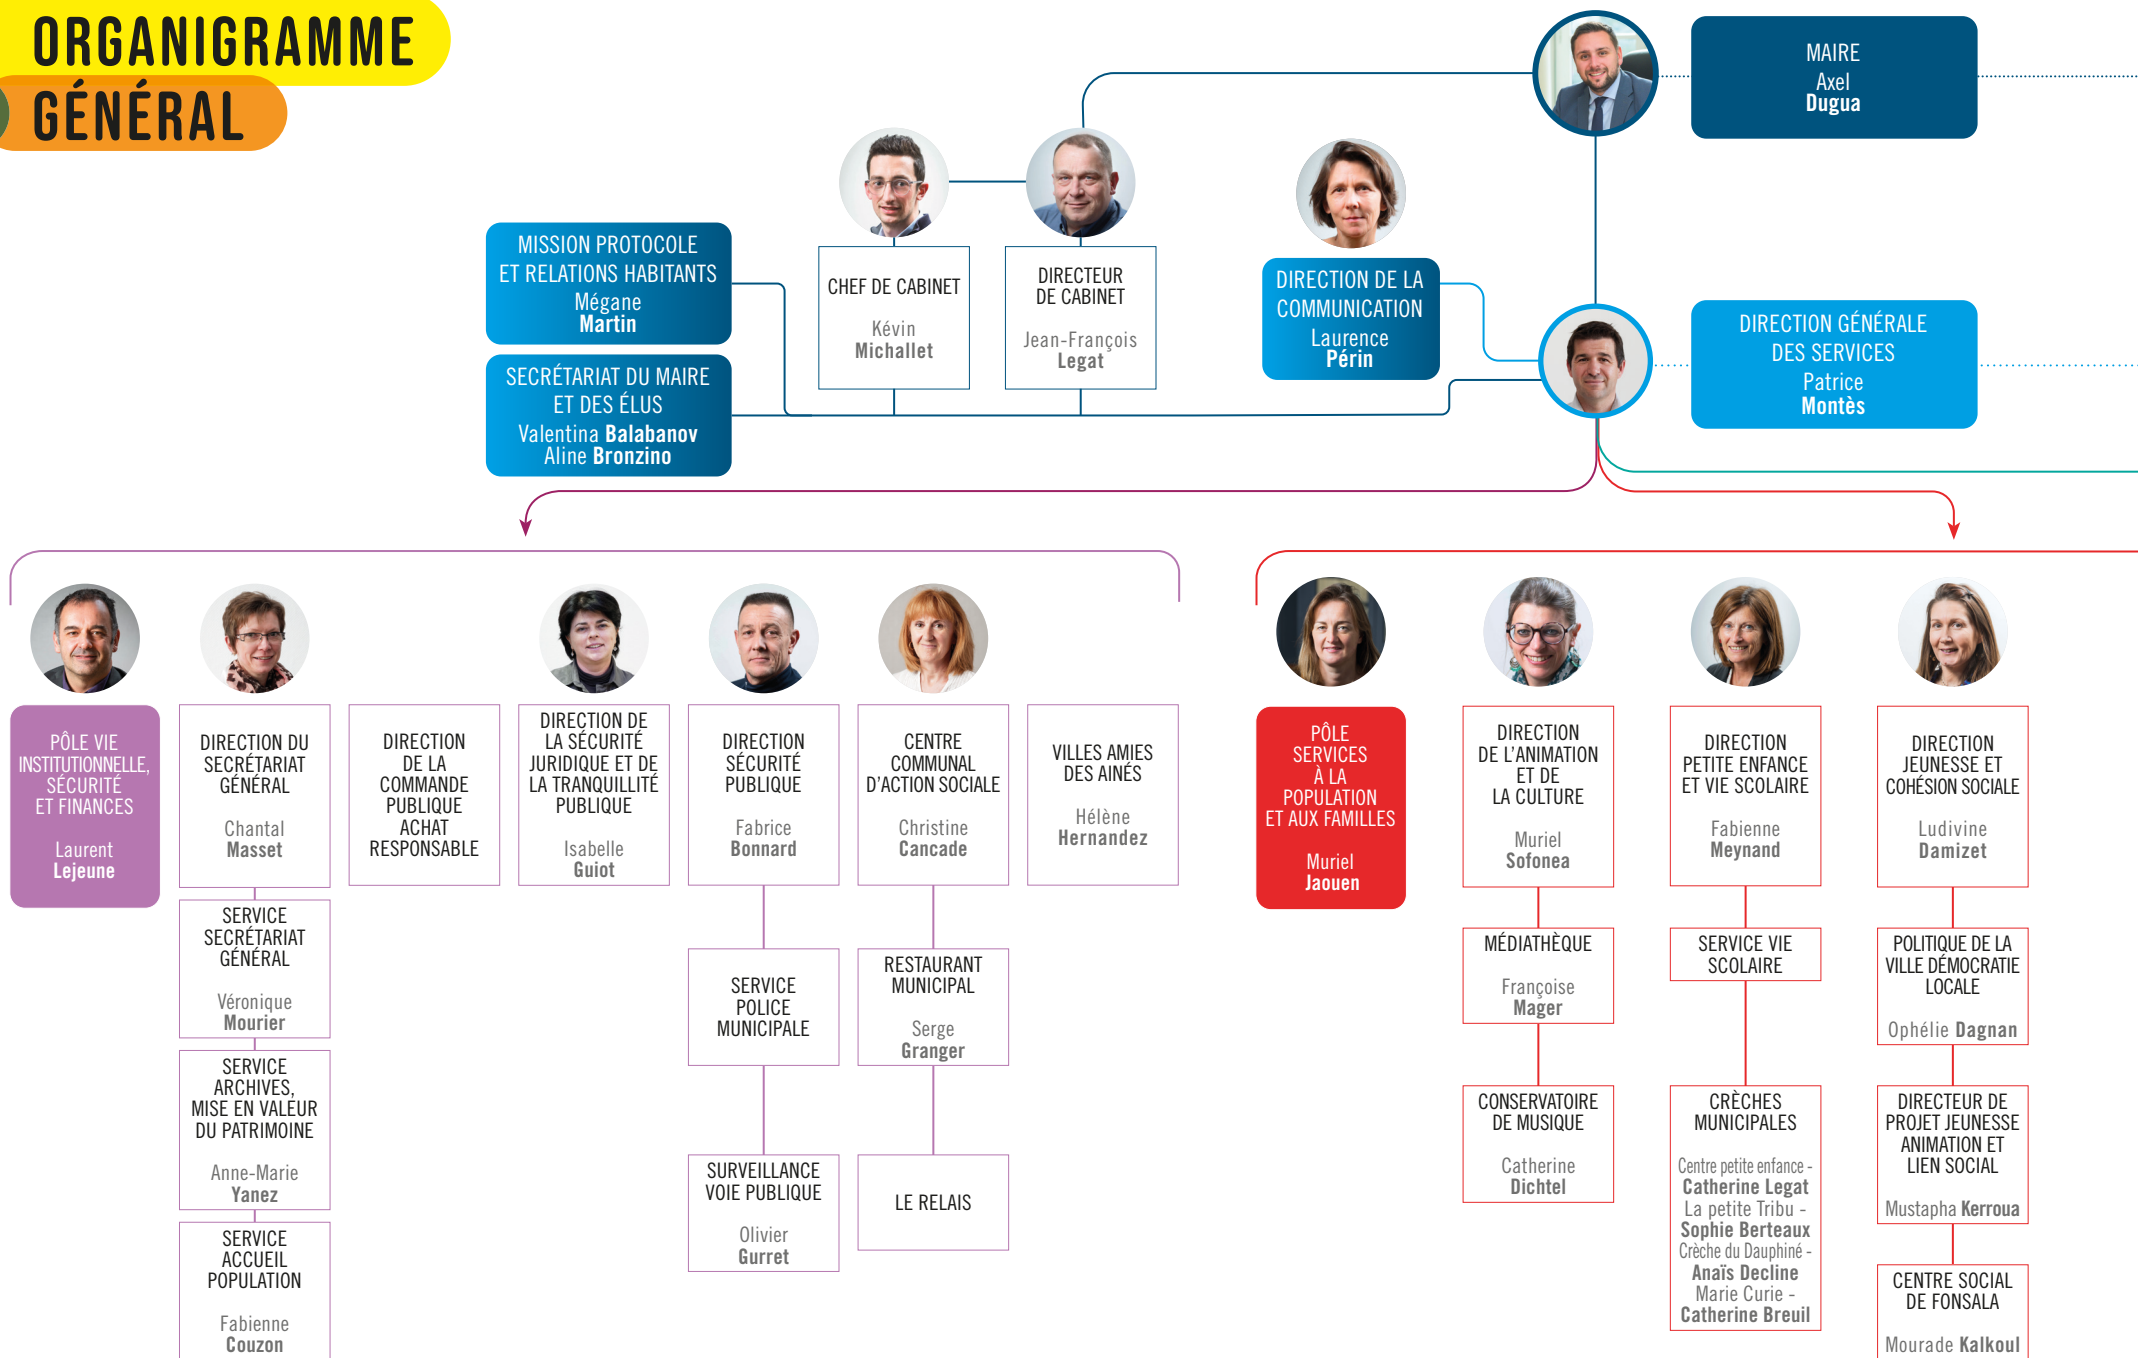 ORGANIGRAMME
GÉNÉRAL
MAIRE
Axel
Dugua
MISSION PROTOCOLE
ET RELATIONS HABITANTS
Mégane
Martin
SECRÉTARIAT DU MAIRE
ET DES ÉLUS
Valentina Balabanov
Aline Bronzino
CHEF DE CABINET
Kévin
Michallet
DIRECTEUR
DE CABINET
Jean-François
Legat
DIRECTION DE LA
COMMUNICATION
Laurence
Périn
DIRECTION GÉNÉRALE
DES SERVICES
Patrice
Montès
PÔLE VIE
INSTITUTIONNELLE,
SÉCURITÉ
ET FINANCES
Laurent
Lejeune
DIRECTION DU
SECRÉTARIAT
GÉNÉRAL
Chantal
Masset
SERVICE
SECRÉTARIAT
GÉNÉRAL
Véronique
Mourier
SERVICE
ARCHIVES,
MISE EN VALEUR
DU PATRIMOINE
Anne-Marie
Yanez
SERVICE
ACCUEIL
POPULATION
Fabienne
Couzon
DIRECTION
DE LA
COMMANDE
PUBLIQUE
ACHAT
RESPONSABLE
DIRECTION DE
LA SÉCURITÉ
JURIDIQUE ET DE
LA TRANQUILLITÉ
PUBLIQUE
Isabelle
Guiot
DIRECTION
SÉCURITÉ
PUBLIQUE
Fabrice
Bonnard
SERVICE
POLICE
MUNICIPALE
SURVEILLANCE
VOIE PUBLIQUE
Olivier
Gurret
CENTRE
COMMUNAL
D'ACTION SOCIALE
Christine
Cancade
RESTAURANT
MUNICIPAL
Serge
Granger
LE RELAIS
VILLES AMIES
DES AINÉS
Hélène
Hernandez
PÔLE
SERVICES
À LA
POPULATION
ET AUX FAMILLES
Muriel
Jaouen
DIRECTION
DE L'ANIMATION
ET DE
LA CULTURE
Muriel
Sofonea
MÉDIATHÈQUE
Françoise
Mager
CONSERVATOIRE
DE MUSIQUE
Catherine
Dichtel
DIRECTION
PETITE ENFANCE
ET VIE SCOLAIRE
Fabienne
Meynand
SERVICE VIE
SCOLAIRE
CRÈCHES
MUNICIPALES
Centre petite enfance -
Catherine Legat
La petite Tribu -
Sophie Berteaux
Crèche du Dauphiné -
Anaïs Decline
Marie Curie -
Catherine Breuil
DIRECTION
JEUNESSE ET
COHÉSION SOCIALE
Ludivine
Damizet
POLITIQUE DE LA
VILLE DÉMOCRATIE
LOCALE
Ophélie Dagnan
DIRECTEUR DE
PROJET JEUNESSE
ANIMATION ET
LIEN SOCIAL
Mustapha Kerroua
CENTRE SOCIAL
DE FONSALA
Mourade Kalkoul